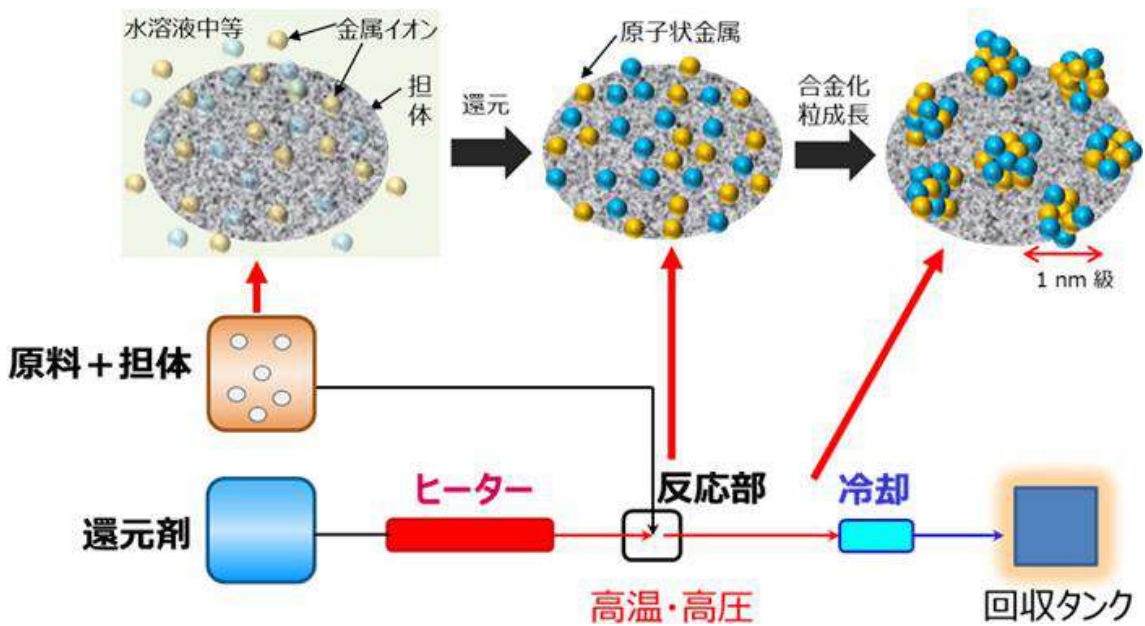 水溶液中等
金属イオン
担
体
還元
原子状金属
合金化
粒成長
1 nm 級
原料＋担体
還元剤
ヒーター
反応部
冷却
高温・高圧
回収タンク